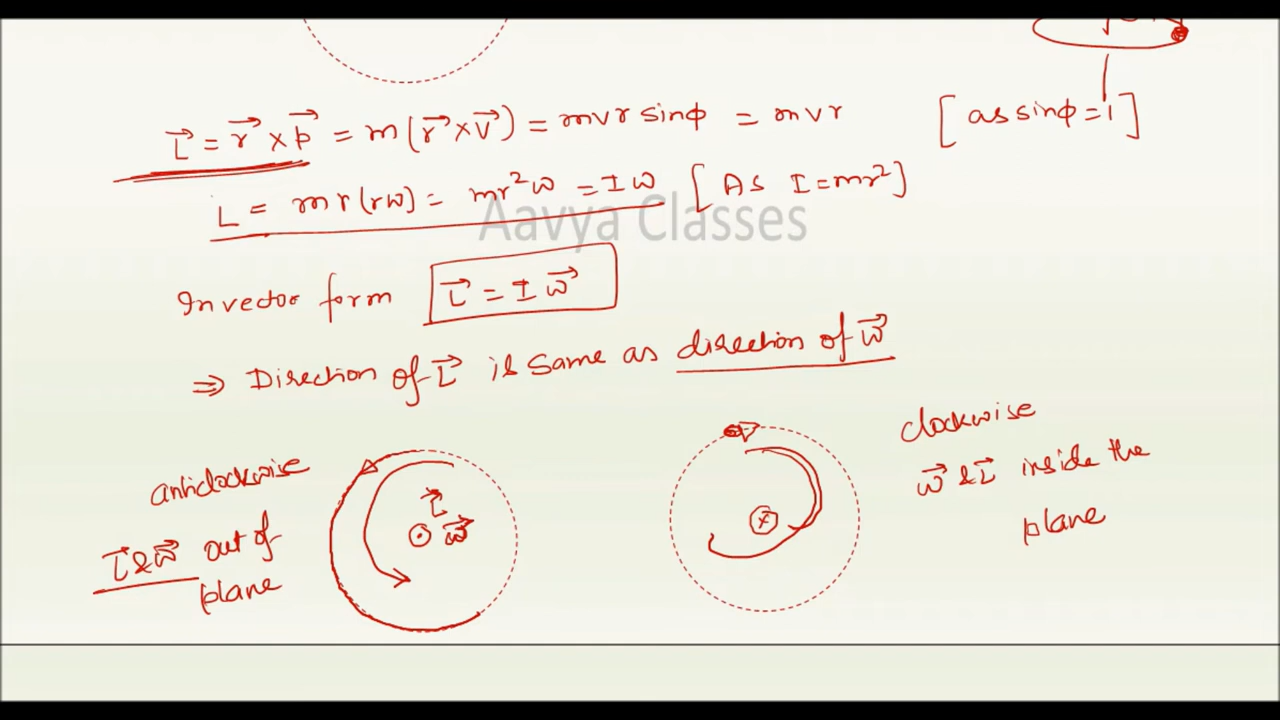 L⃗ = r⃗ × p⃗ = m(r⃗ × v⃗) = mvr sinϕ = mvr [as sinϕ = 1]
L = mr(rω) = mr²ω = Iω [As I = mr²]
Aavya Classes
In vector form L⃗ = I ω⃗
⇒ Direction of L⃗ is same as direction of ω⃗
anticlockwise
L⃗ & ω⃗ out of
plane
L⃗
ω⃗
clockwise
ω⃗ & L⃗ inside the
plane